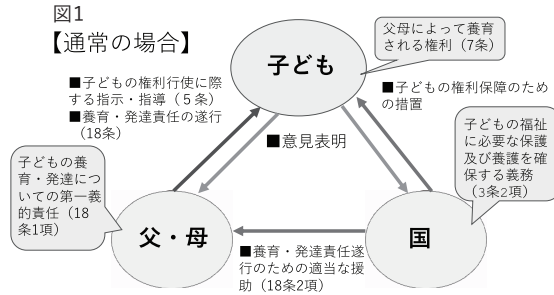 図1
【通常の場合】
子ども
父母によって養育
される権利（7条）
■子どもの権利行使に際
する指示・指導（５条）
■養育・発達責任の遂行
（18条）
■子どもの権利保障のため
の措置
■意見表明
子どもの福祉
に必要な保護
及び養護を確
保する義務
（3条2項）
子どもの養
育・発達につ
いての第一義
的責任（18
条1項）
父・母
国
■養育・発達責任遂
行のための適当な援
助（18条2項）